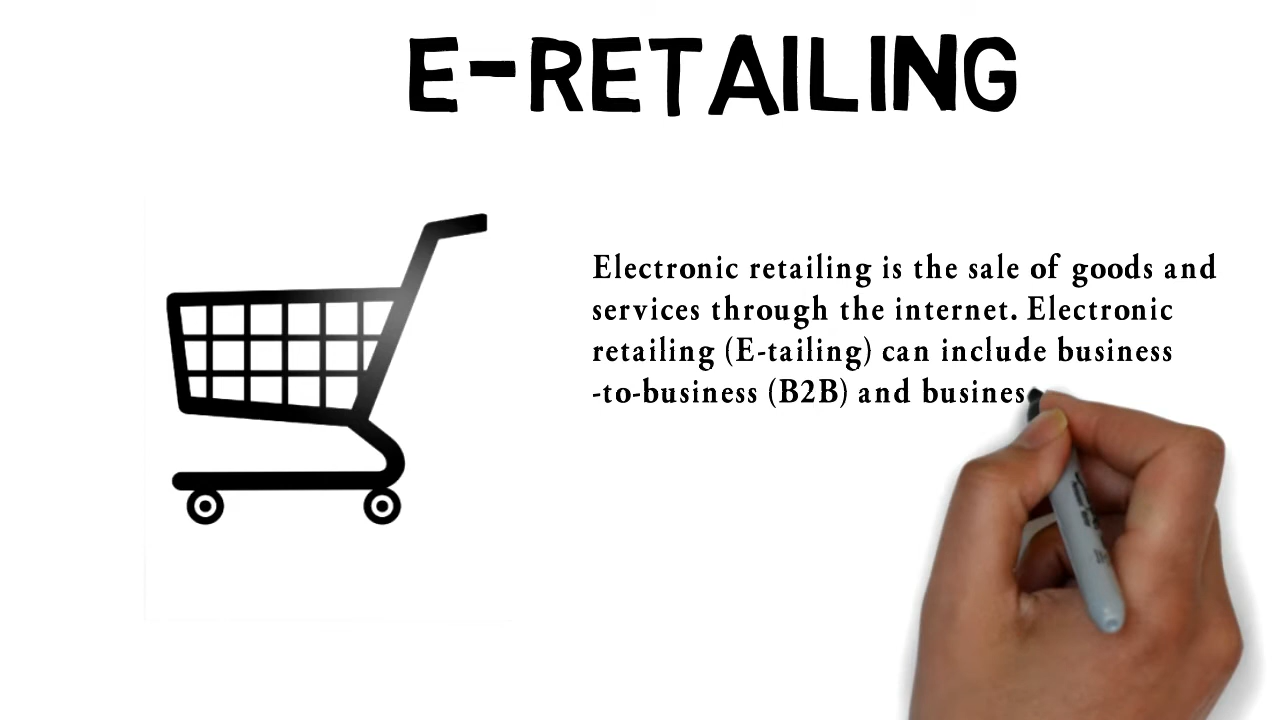 E-RETAILING
Electronic retailing is the sale of goods and
services through the internet. Electronic
retailing (E-tailing) can include business
-to-business (B2B) and busines